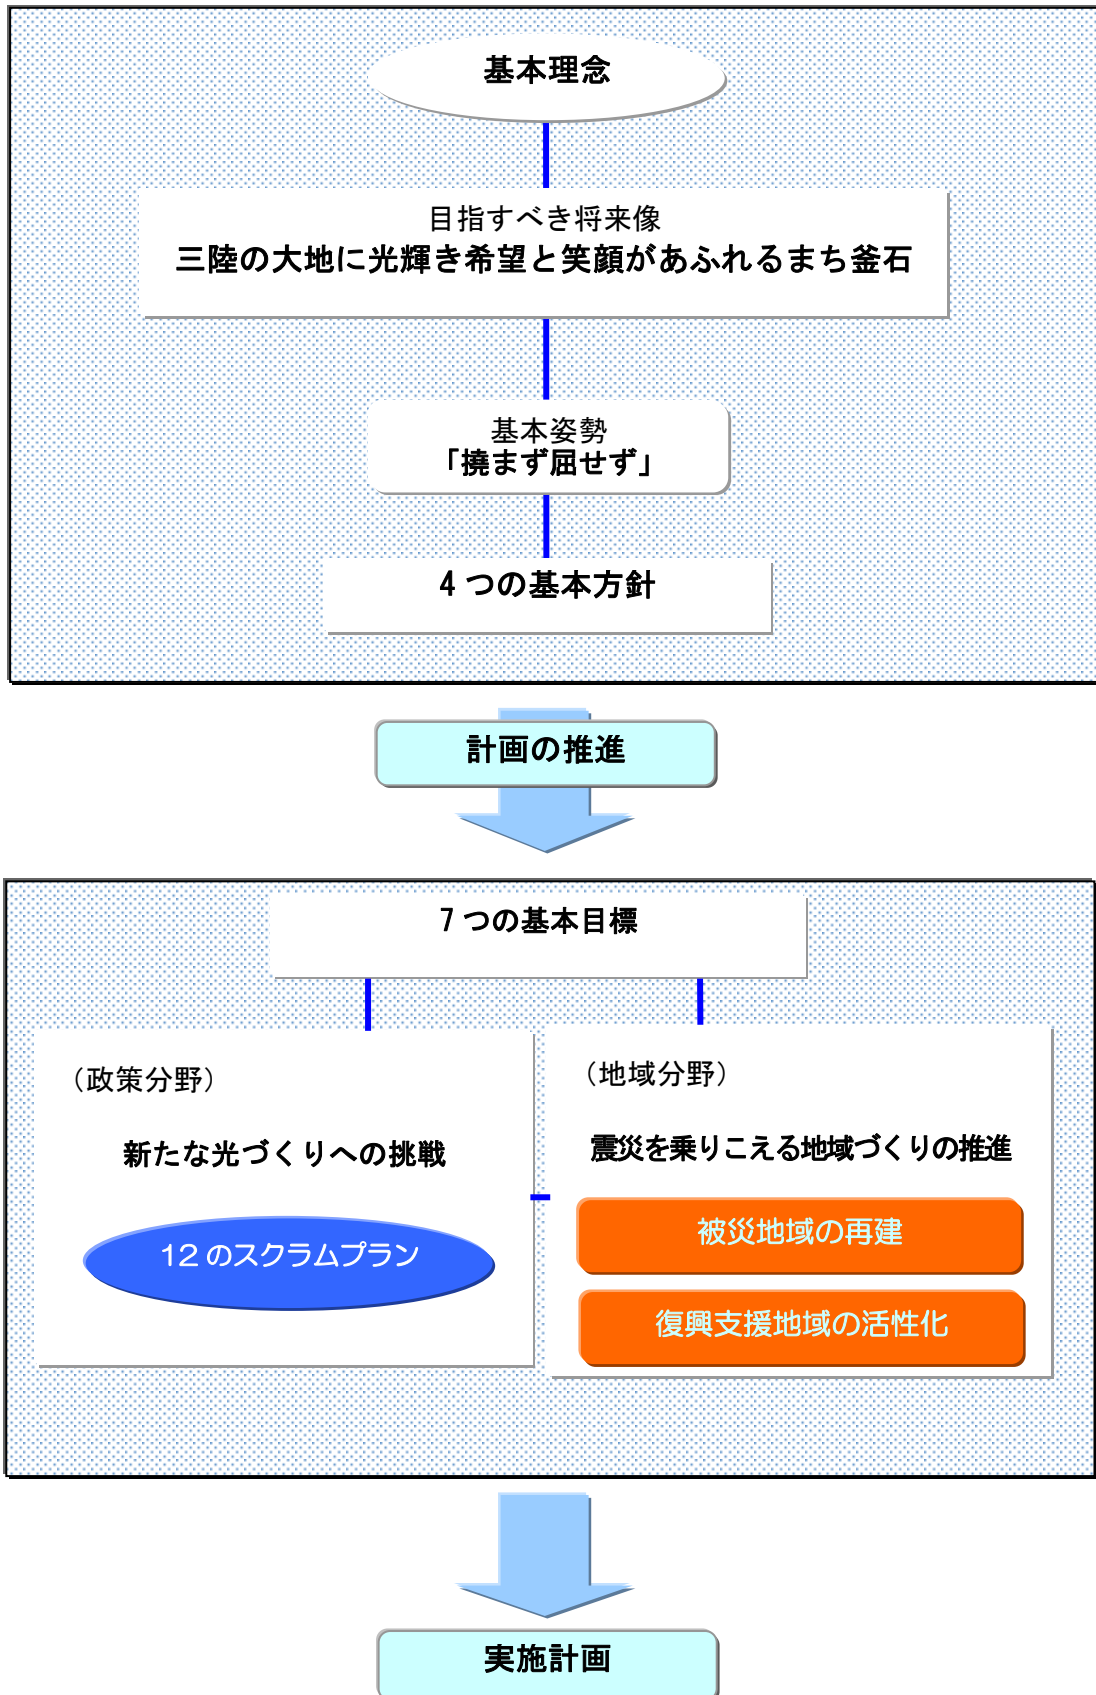 基本理念
目指すべき将来像
三陸の大地に光輝き希望と笑顔があふれるまち釜石
基本姿勢
「撓まず屈せず」
4 つの基本方針
計画の推進
7 つの基本目標
（政策分野）
新たな光づくりへの挑戦
12 のスクラムプラン
（地域分野）
震災を乗りこえる地域づくりの推進
被災地域の再建
復興支援地域の活性化
実施計画